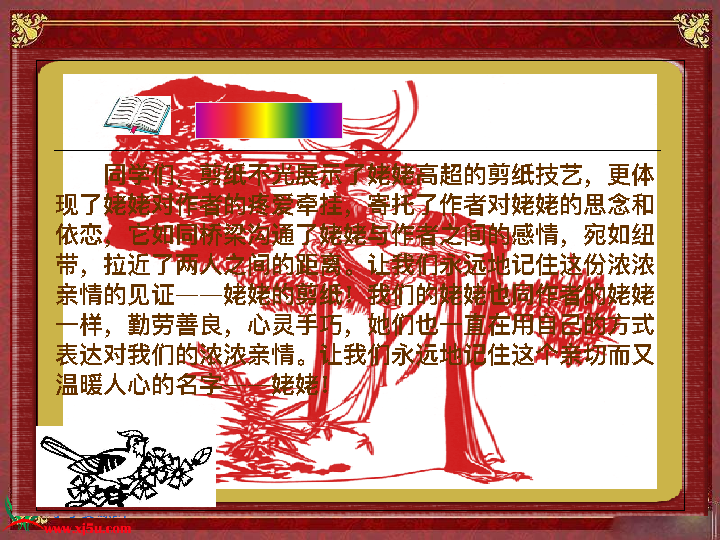 同学们，剪纸不光展示了姥姥高超的剪纸技艺，更体
现了姥姥对作者的疼爱牵挂，寄托了作者对姥姥的思念和
依恋，它如同桥梁沟通了姥姥与作者之间的感情，宛如纽
带，拉近了两人之间的距离。让我们永远地记住这份浓浓
亲情的见证——姥姥的剪纸！我们的姥姥也同作者的姥姥
一样，勤劳善良，心灵手巧，她们也一直在用自己的方式
表达对我们的浓浓亲情。让我们永远地记住这个亲切而又
温暖人心的名字——姥姥！
www.xj5u.com